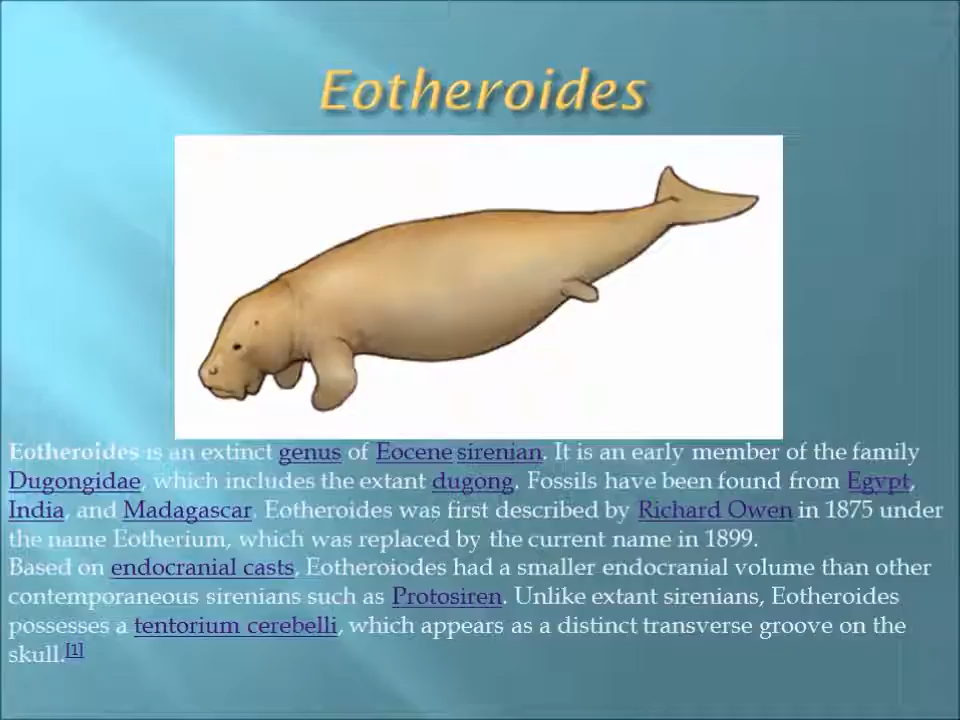 Eotheroides
Eotheroides is an extinct genus of Eocene sirenian. It is an early member of the family
Dugongidae, which includes the extant dugong. Fossils have been found from Egypt,
India, and Madagascar. Eotheroides was first described by Richard Owen in 1875 under
the name Eotherium, which was replaced by the current name in 1899.
Based on endocranial casts, Eotheroiodes had a smaller endocranial volume than other
contemporaneous sirenians such as Protosiren. Unlike extant sirenians, Eotheroides
possesses a tentorium cerebelli, which appears as a distinct transverse groove on the
skull.[1]